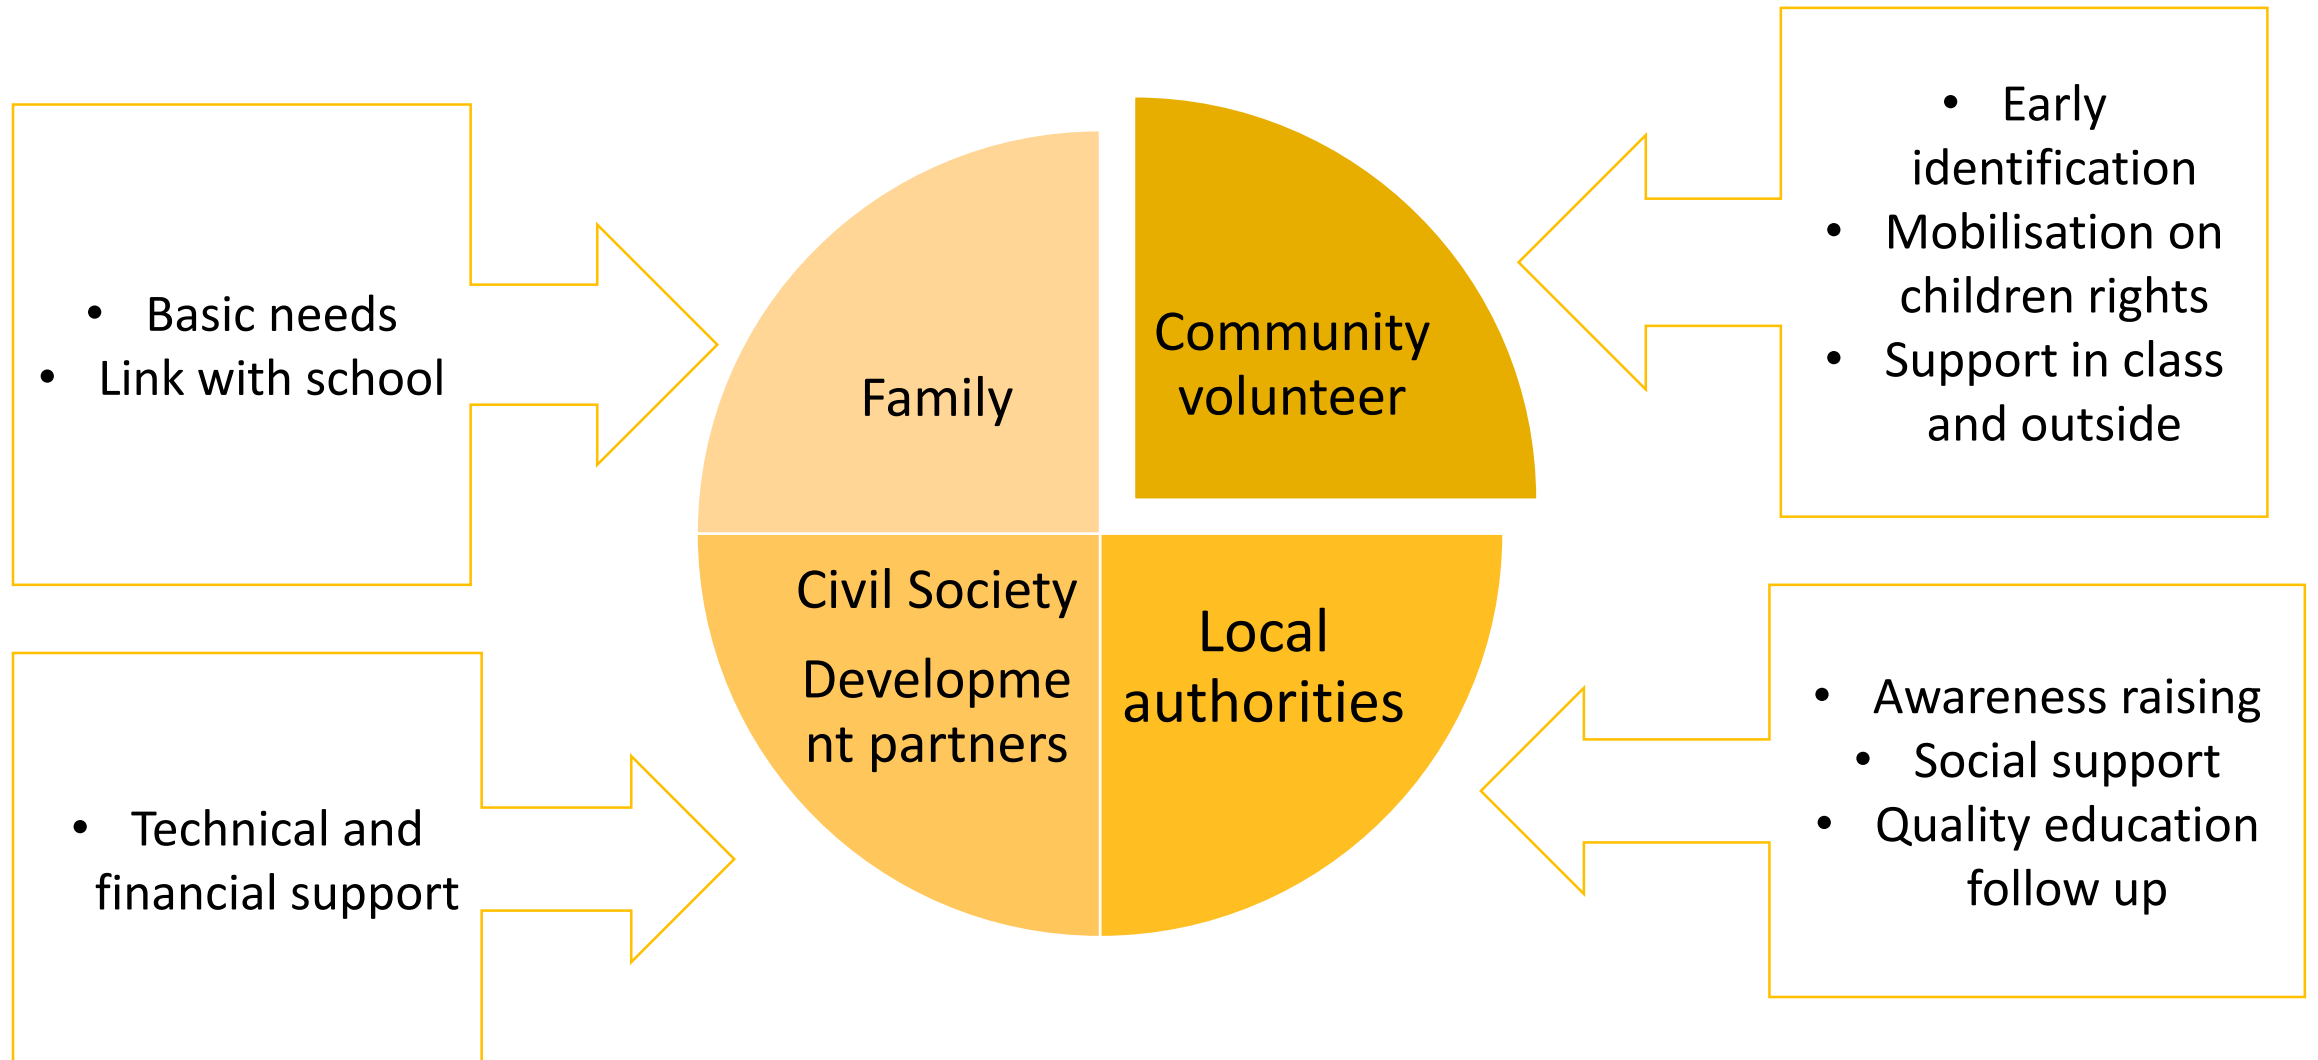 • Basic needs
• Link with school
Family
Community
volunteer
• Early
identification
• Mobilisation on
children rights
• Support in class
and outside
• Technical and
financial support
Civil Society
Developme
nt partners
Local
authorities
• Awareness raising
• Social support
• Quality education
follow up